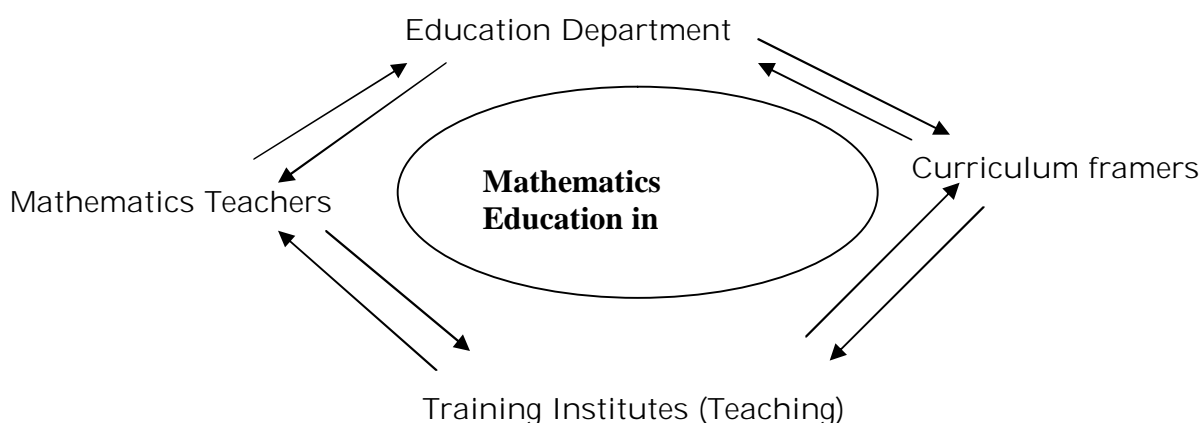 Education Department
Curriculum framers
Mathematics
Education in
Mathematics Teachers
Training Institutes (Teaching)